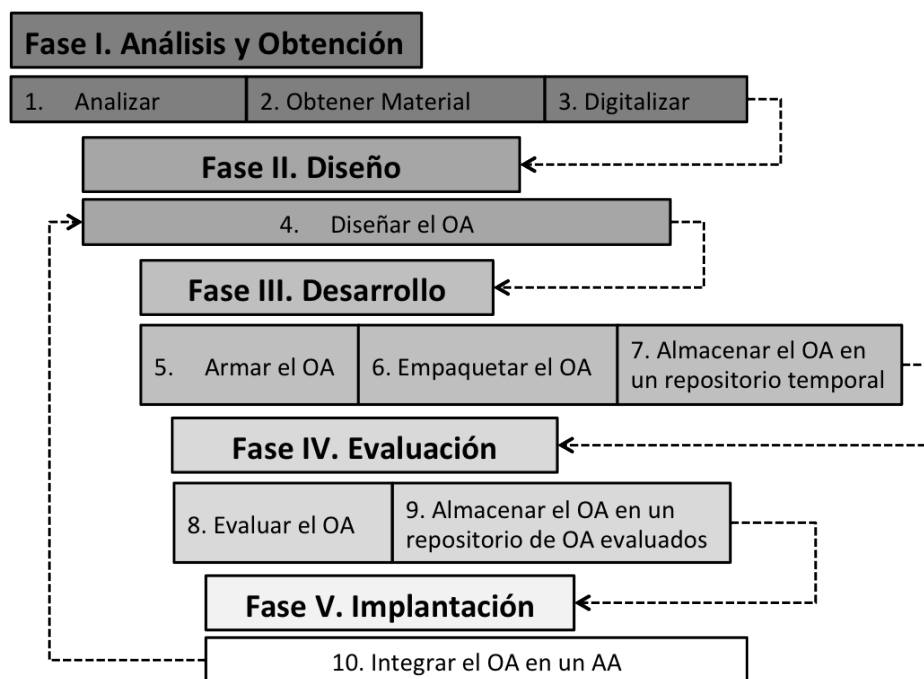 Fase I. Análisis y Obtención
1. Analizar
2. Obtener Material
3. Digitalizar
Fase II. Diseño
4. Diseñar el OA
Fase III. Desarrollo
5. Armar el OA
6. Empaquetar el OA
7. Almacenar el OA en
un repositorio temporal
Fase IV. Evaluación
8. Evaluar el OA
9. Almacenar el OA en un
repositorio de OA evaluados
Fase V. Implantación
10. Integrar el OA en un AA